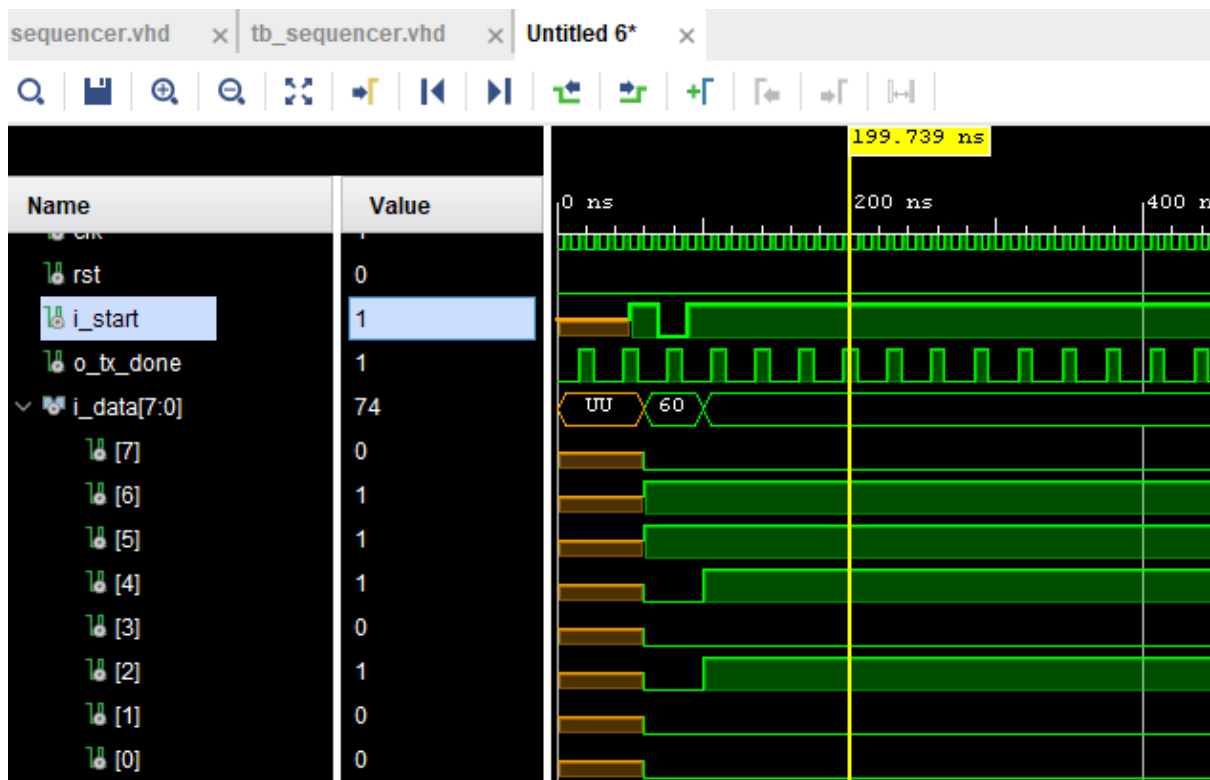 sequencer.vhd × tb_sequencer.vhd × Untitled 6* ×
199.739 ns
Name Value 0 ns 200 ns 400 n
rst 0
i_start 1
o_tx_done 1
i_data[7:0] 74 UU 60
[7] 0
[6] 1
[5] 1
[4] 1
[3] 0
[2] 1
[1] 0
[0] 0